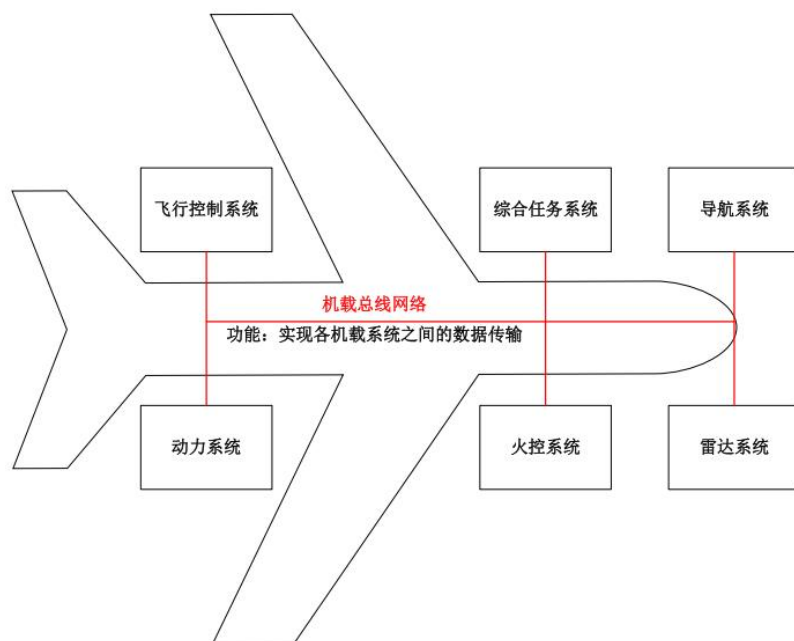 飞行控制系统
综合任务系统
导航系统
机载总线网络
功能：实现各机载系统之间的数据传输
动力系统
火控系统
雷达系统